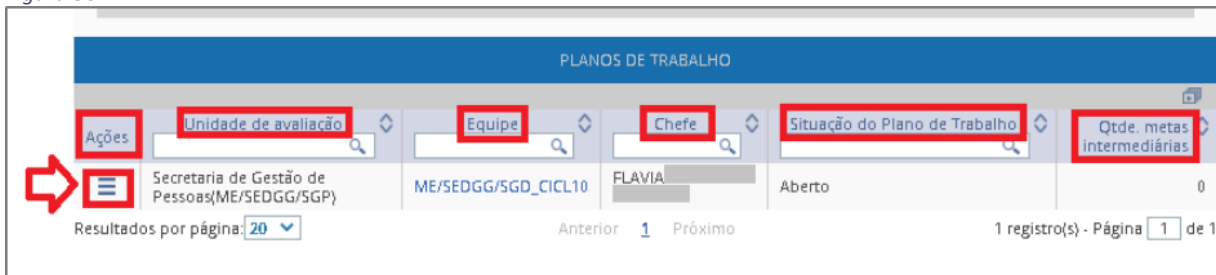 PLANOS DE TRABALHO
Ações Unidade de avaliação Equipe Chefe Situação do Plano de Trabalho Qtde. metas
intermediárias
Secretaria de Gestão de
Pessoas(ME/SEDGG/SGP) ME/SEDGG/SGD_CICL10 FLAVIA Aberto 0
Resultados por página: 20 Anterior 1 Próximo 1 registro(s) - Página 1 de 1